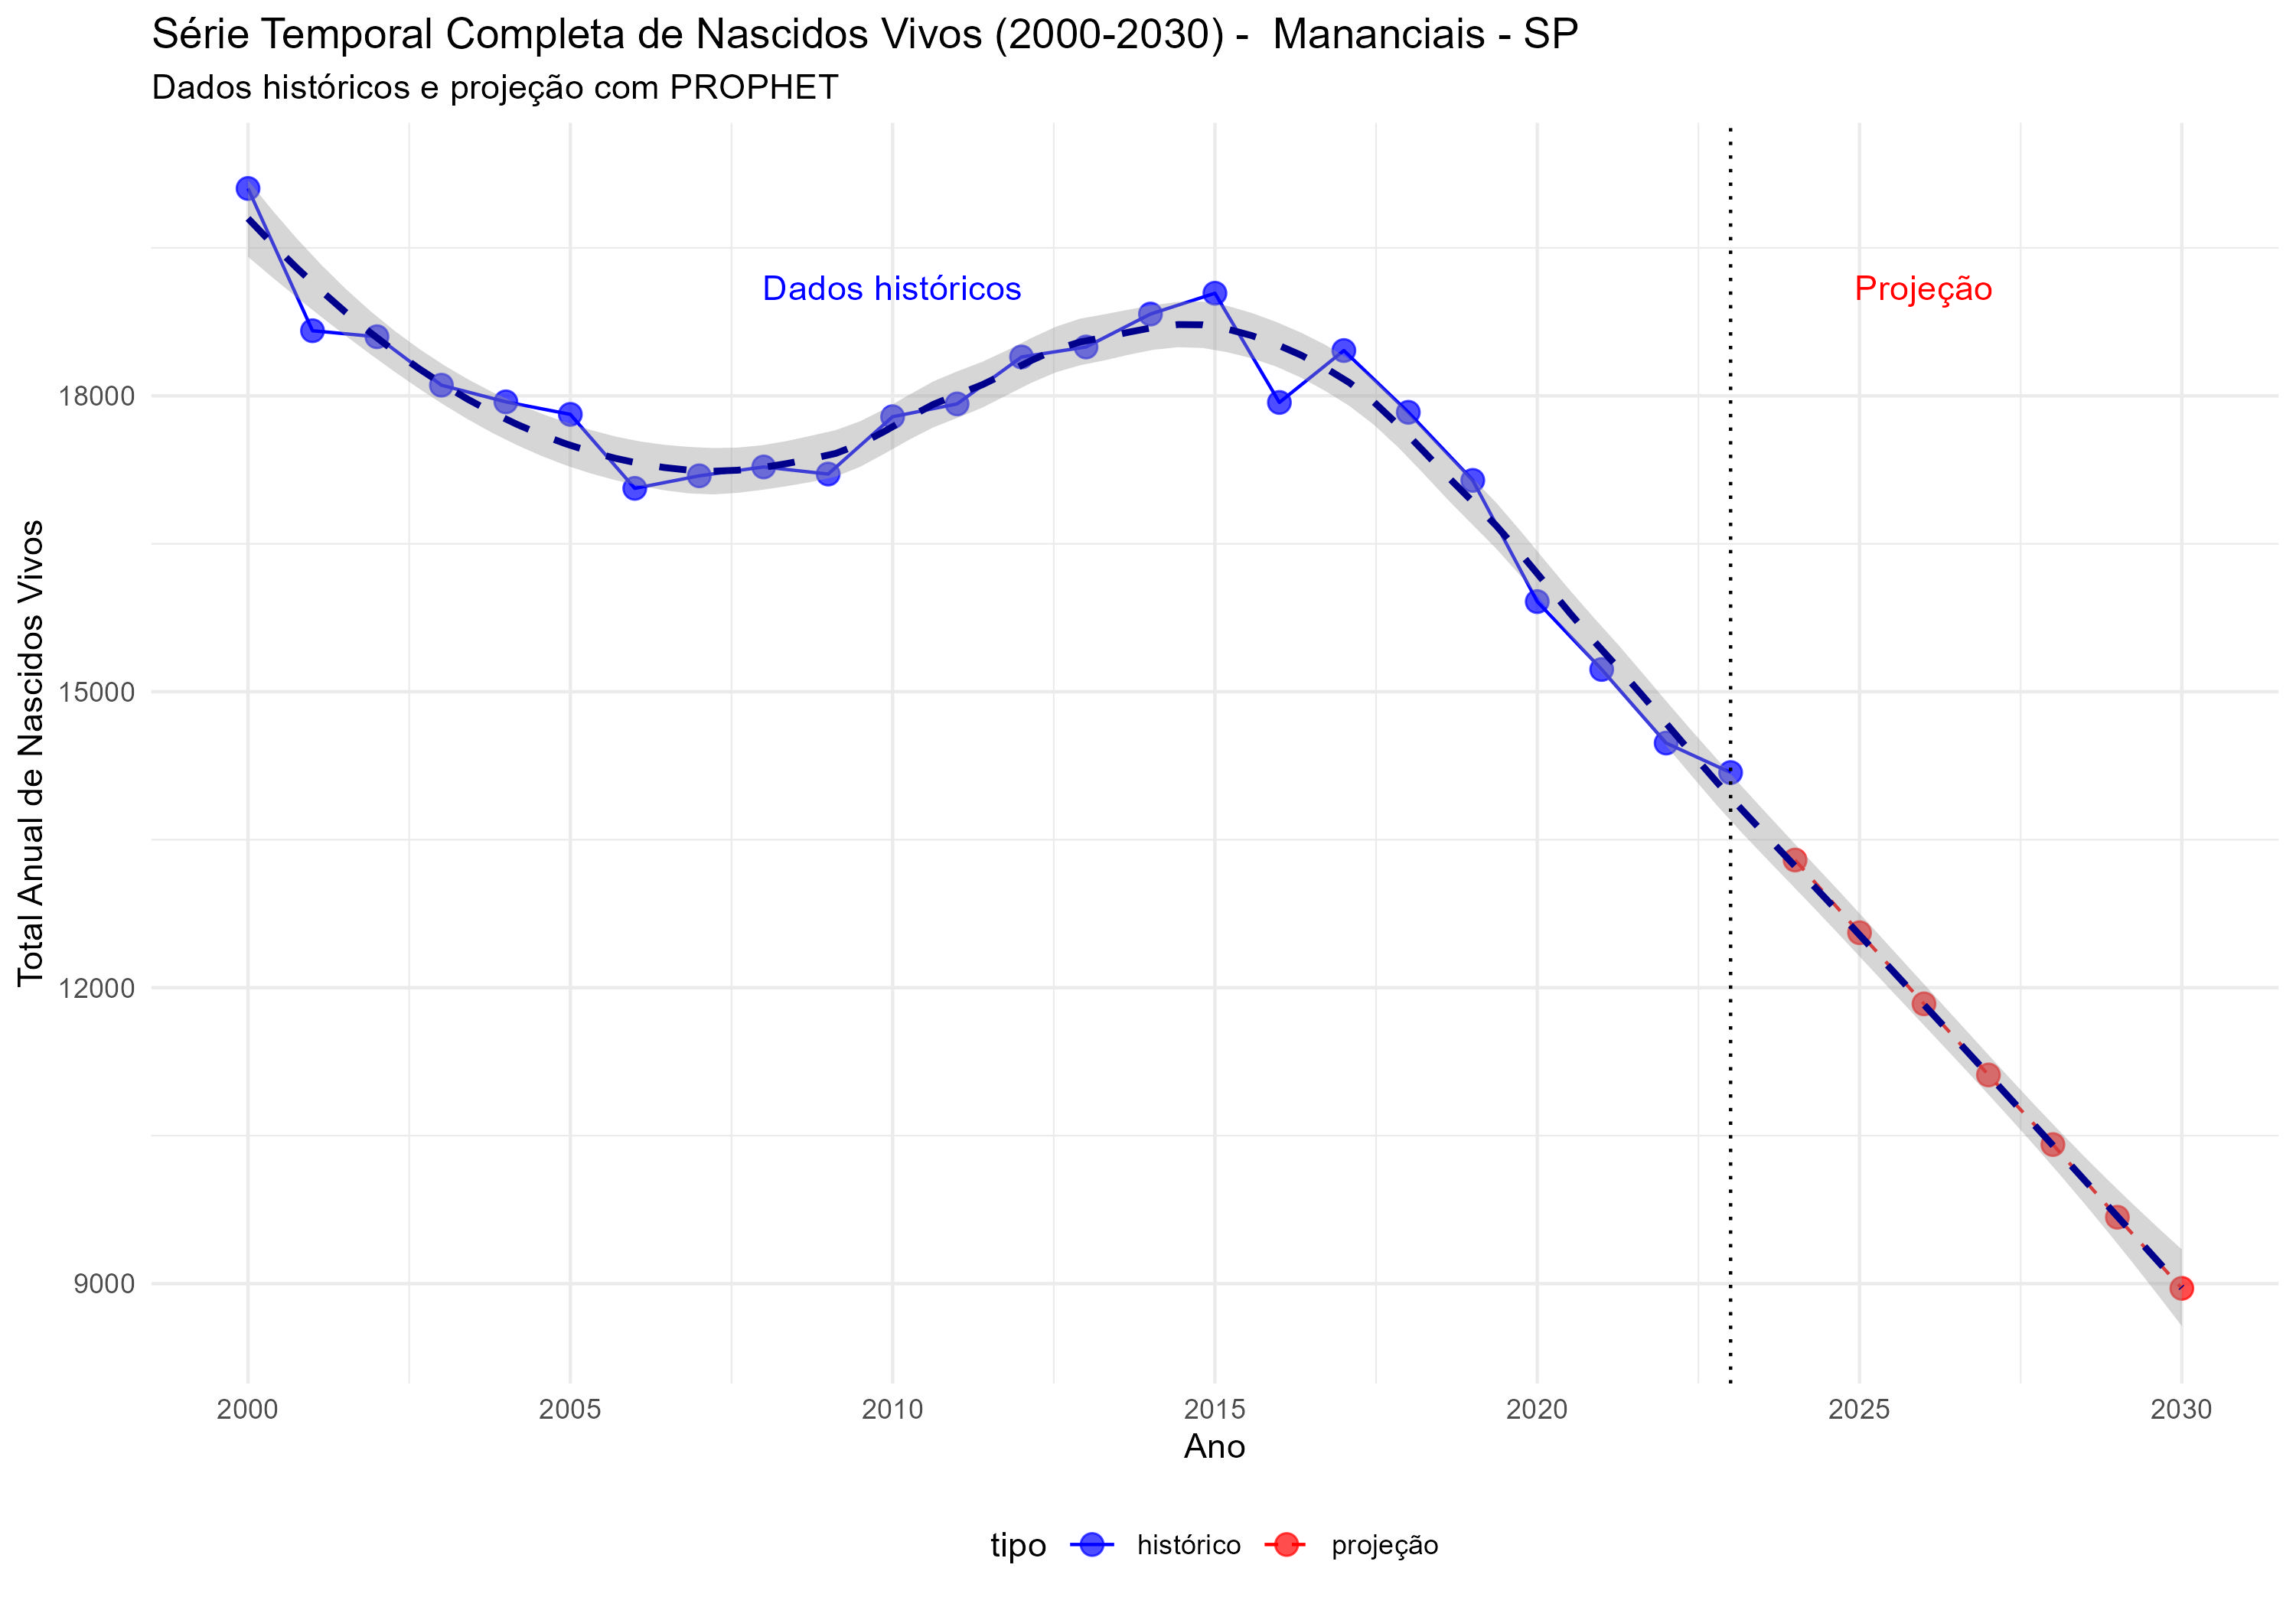 Série Temporal Completa de Nascidos Vivos (2000-2030) -  Mananciais - SP
Dados históricos e projeção com PROPHET
Dados históricos
Projeção
Total Anual de Nascidos Vivos
18000
15000
12000
9000
2000 2005 2010 2015 2020 2025 2030
Ano
tipo histórico projeção